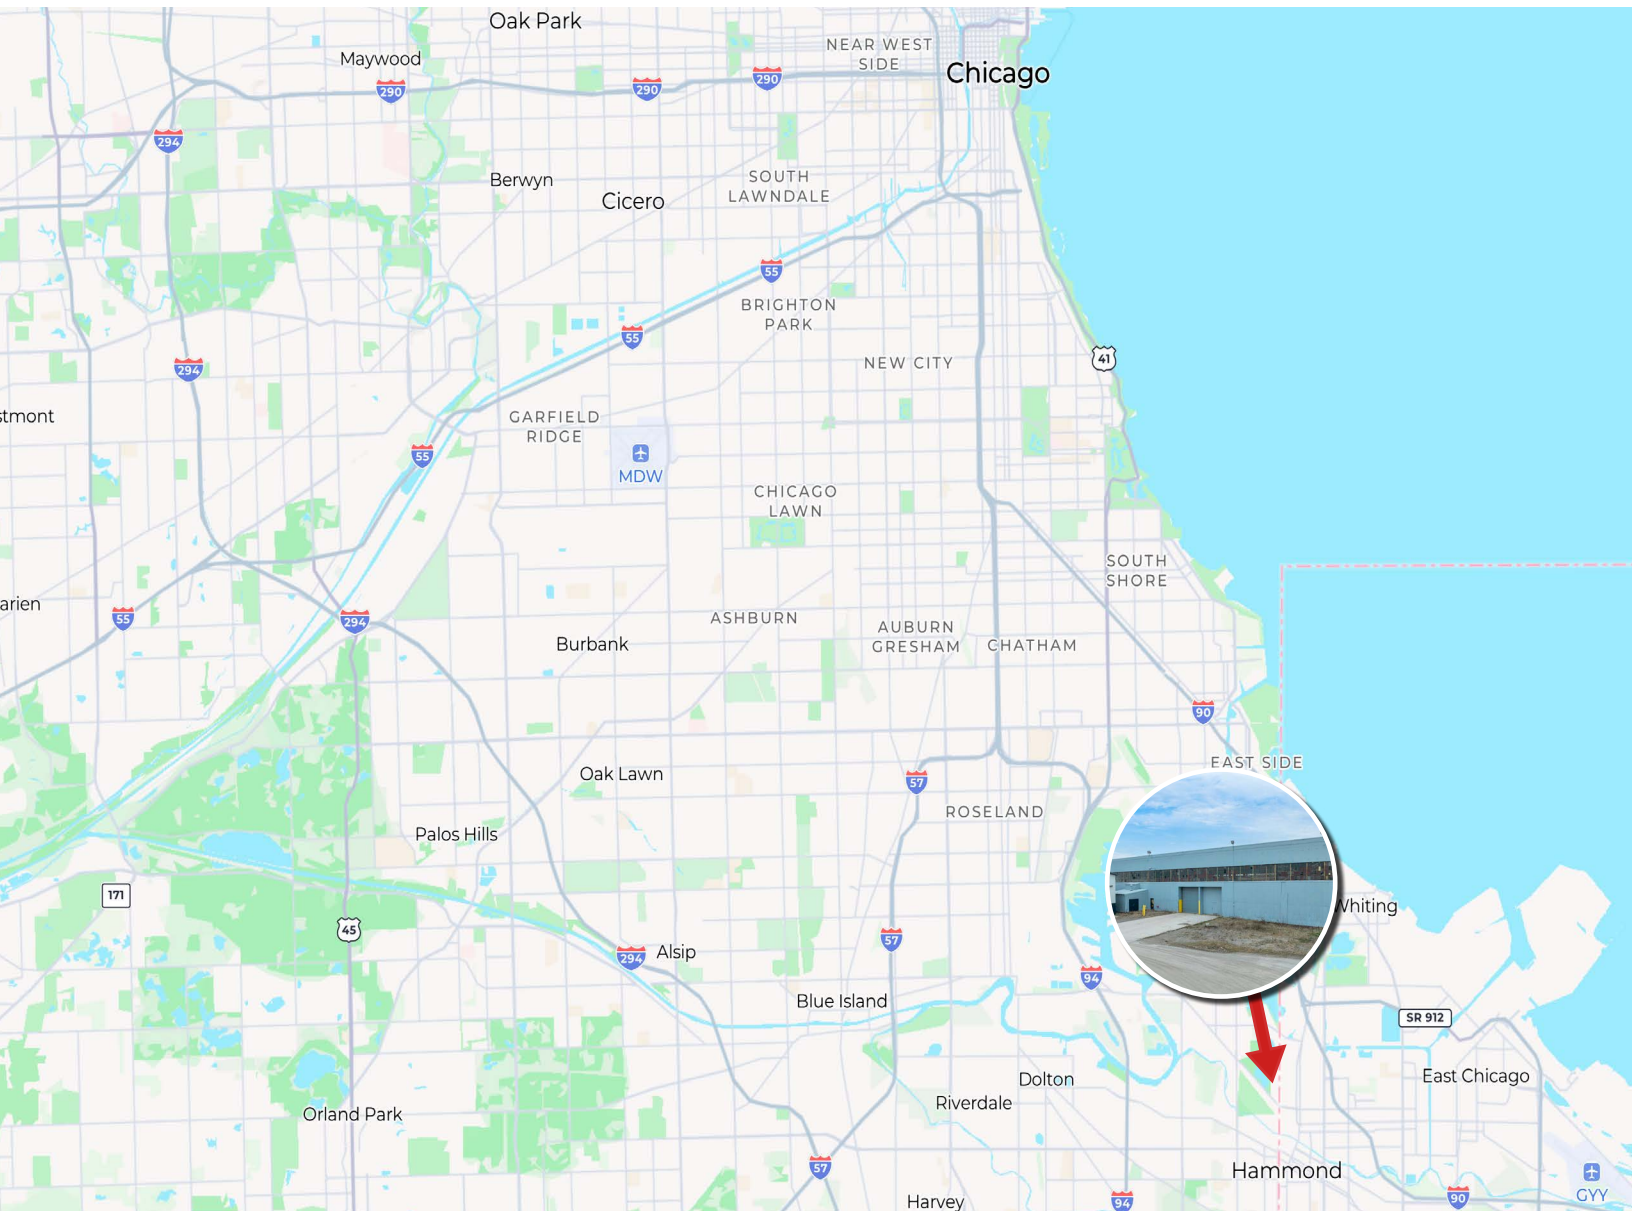 Oak Park
NEAR WEST
SIDE
Maywood
Chicago
290
290
290
294
SOUTH
LAWNDALE
Berwyn
Cicero
55
BRIGHTON
PARK
55
41
NEW CITY
294
stmont
GARFIELD
RIDGE
55
MDW
CHICAGO
LAWN
SOUTH
SHORE
arien
55
294
ASHBURN
AUBURN
GRESHAM
CHATHAM
Burbank
90
EAST SIDE
Oak Lawn
57
ROSELAND
Palos Hills
171
Whiting
45
57
Alsip
294
94
Blue Island
SR 912
Dolton
East Chicago
Riverdale
Orland Park
57
Hammond
GYY
90
94
Harvey